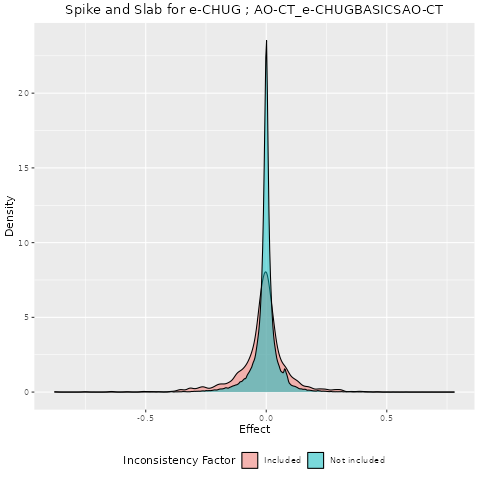 Spike and Slab for e-CHUG ; AO-CT_e-CHUGBASICSAO-CT
Density
20
15
10
5
0
-0.5 0.0 0.5
Effect
Inconsistency Factor Included Not included